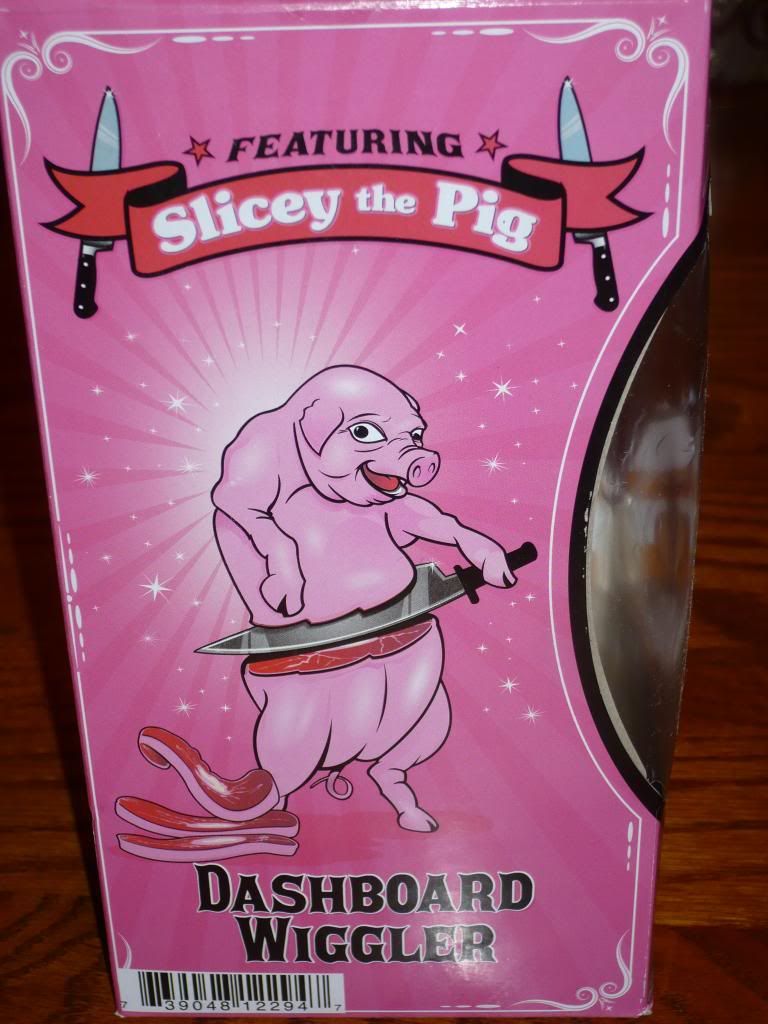 FEATURING
Slicey the Pig
DASHBOARD
WIGGLER
7 39048 12294 7